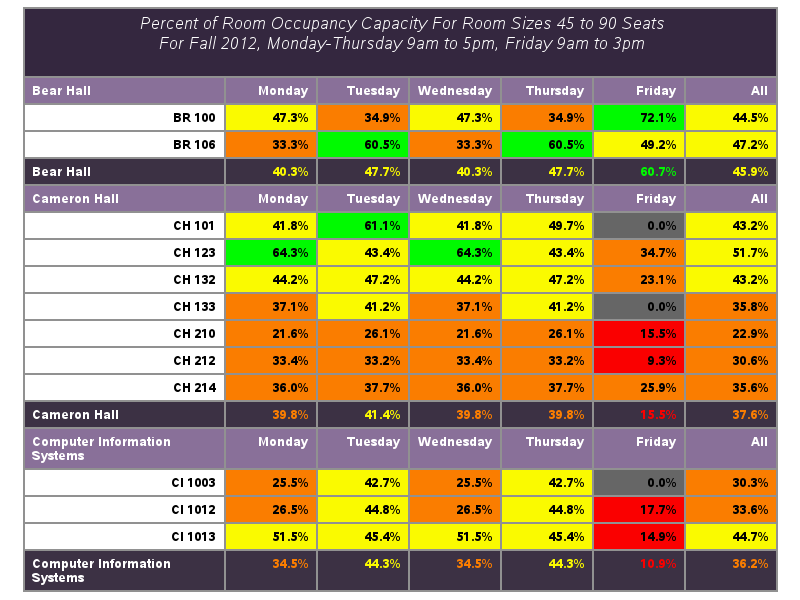 Percent of Room Occupancy Capacity For Room Sizes 45 to 90 Seats
For Fall 2012, Monday-Thursday 9am to 5pm, Friday 9am to 3pm
Bear Hall Monday Tuesday Wednesday Thursday Friday All
BR 100 47.3% 34.9% 47.3% 34.9% 72.1% 44.5%
BR 106 33.3% 60.5% 33.3% 60.5% 49.2% 47.2%
Bear Hall 40.3% 47.7% 40.3% 47.7% 60.7% 45.9%
Cameron Hall Monday Tuesday Wednesday Thursday Friday All
CH 101 41.8% 61.1% 41.8% 49.7% 0.0% 43.2%
CH 123 64.3% 43.4% 64.3% 43.4% 34.7% 51.7%
CH 132 44.2% 47.2% 44.2% 47.2% 23.1% 43.2%
CH 133 37.1% 41.2% 37.1% 41.2% 0.0% 35.8%
CH 210 21.6% 26.1% 21.6% 26.1% 15.5% 22.9%
CH 212 33.4% 33.2% 33.4% 33.2% 9.3% 30.6%
CH 214 36.0% 37.7% 36.0% 37.7% 25.9% 35.6%
Cameron Hall 39.8% 41.4% 39.8% 39.8% 15.5% 37.6%
Computer Information Monday Tuesday Wednesday Thursday Friday All
Systems
CI 1003 25.5% 42.7% 25.5% 42.7% 0.0% 30.3%
CI 1012 26.5% 44.8% 26.5% 44.8% 17.7% 33.6%
CI 1013 51.5% 45.4% 51.5% 45.4% 14.9% 44.7%
Computer Information 34.5% 44.3% 34.5% 44.3% 10.9% 36.2%
Systems